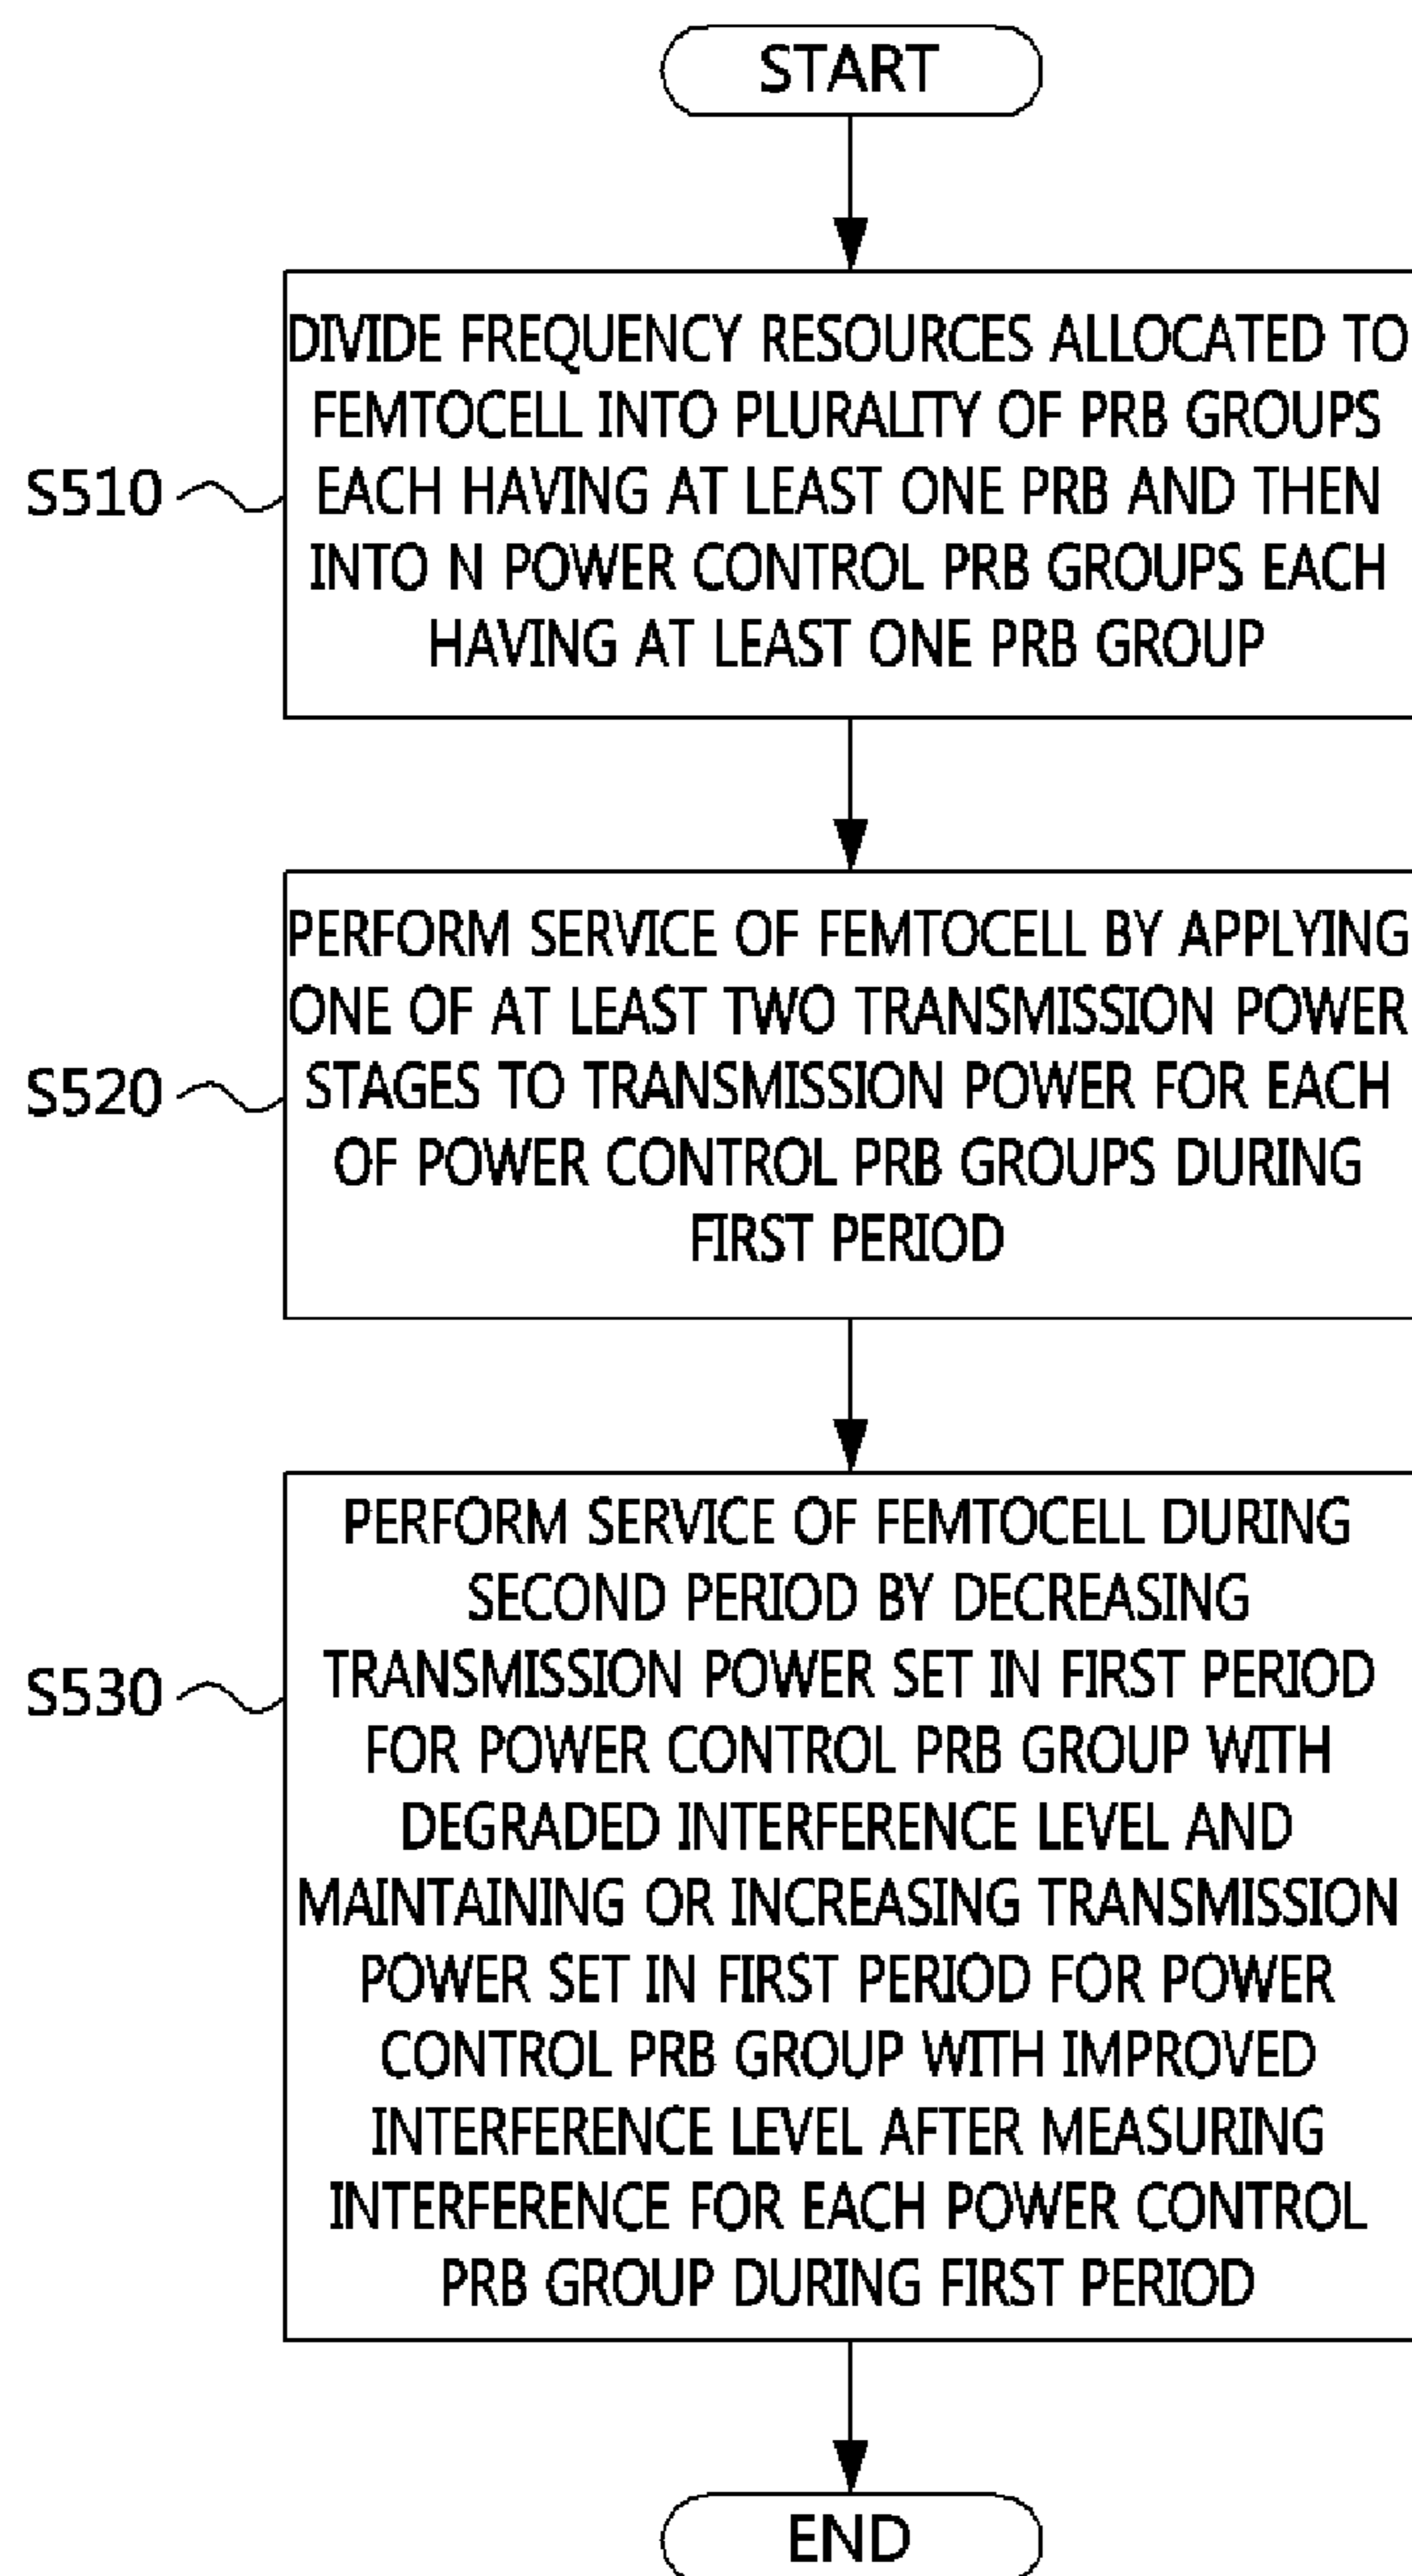 START
DIVIDE FREQUENCY RESOURCES ALLOCATED TO
FEMTOCELL INTO PLURALITY OF PRB GROUPS
EACH HAVING AT LEAST ONE PRB AND THEN
INTO N POWER CONTROL PRB GROUPS EACH
HAVING AT LEAST ONE PRB GROUP
S510
PERFORM SERVICE OF FEMTOCELL BY APPLYING
ONE OF AT LEAST TWO TRANSMISSION POWER
STAGES TO TRANSMISSION POWER FOR EACH
OF POWER CONTROL PRB GROUPS DURING
FIRST PERIOD
S520
PERFORM SERVICE OF FEMTOCELL DURING
SECOND PERIOD BY DECREASING
TRANSMISSION POWER SET IN FIRST PERIOD
FOR POWER CONTROL PRB GROUP WITH
DEGRADED INTERFERENCE LEVEL AND
MAINTAINING OR INCREASING TRANSMISSION
POWER SET IN FIRST PERIOD FOR POWER
CONTROL PRB GROUP WITH IMPROVED
INTERFERENCE LEVEL AFTER MEASURING
INTERFERENCE FOR EACH POWER CONTROL
PRB GROUP DURING FIRST PERIOD
S530
END